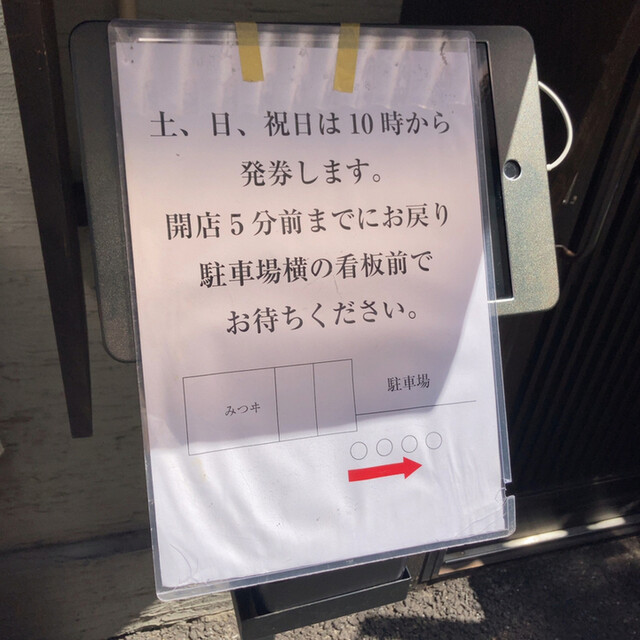 土、日、祝日は10時から
発券します。
開店5分前までにお戻り
駐車場横の看板前で
お待ちください。
駐車場
みつヰ